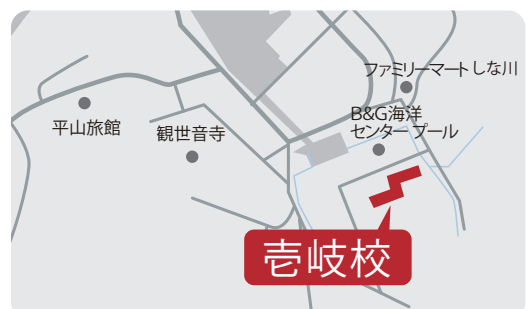 ファミリーマートしな川
B&G海洋
センタープール
平山旅館
観世音寺
壱岐校